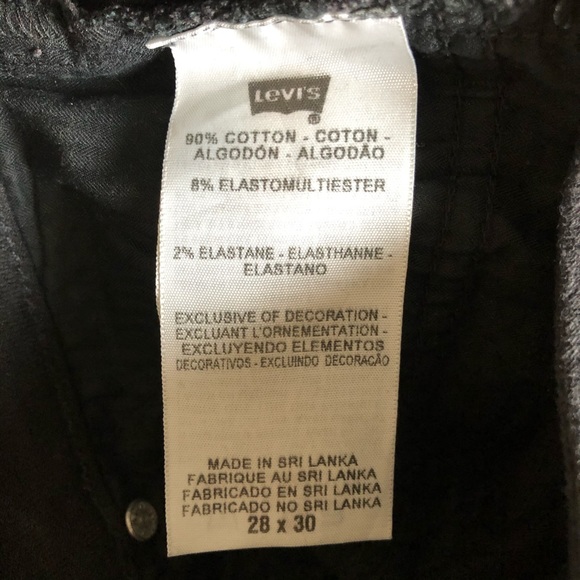 Levi's
®
90% COTTON - COTON -
ALGODÓN - ALGODÃO
8% ELASTOMULTIESTER
2% ELASTANE - ELASTHANNE -
ELASTANO
EXCLUSIVE OF DECORATION -
EXCLUANT L'ORNEMENTATION -
EXCLUYENDO ELEMENTOS
DECORATIVOS - EXCLUINDO DECORAÇÃO
MADE IN SRI LANKA
FABRIQUE AU SRI LANKA
FABRICADO EN SRI LANKA
FABRICADO NO SRI LANKA
28 x 30